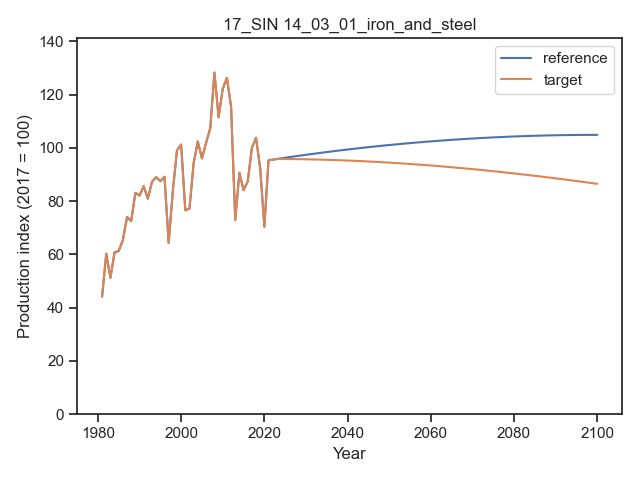 17_SIN 14_03_01_iron_and_steel
reference
target
Production index (2017 = 100)
140
120
100
80
60
40
20
0
1980 2000 2020 2040 2060 2080 2100
Year